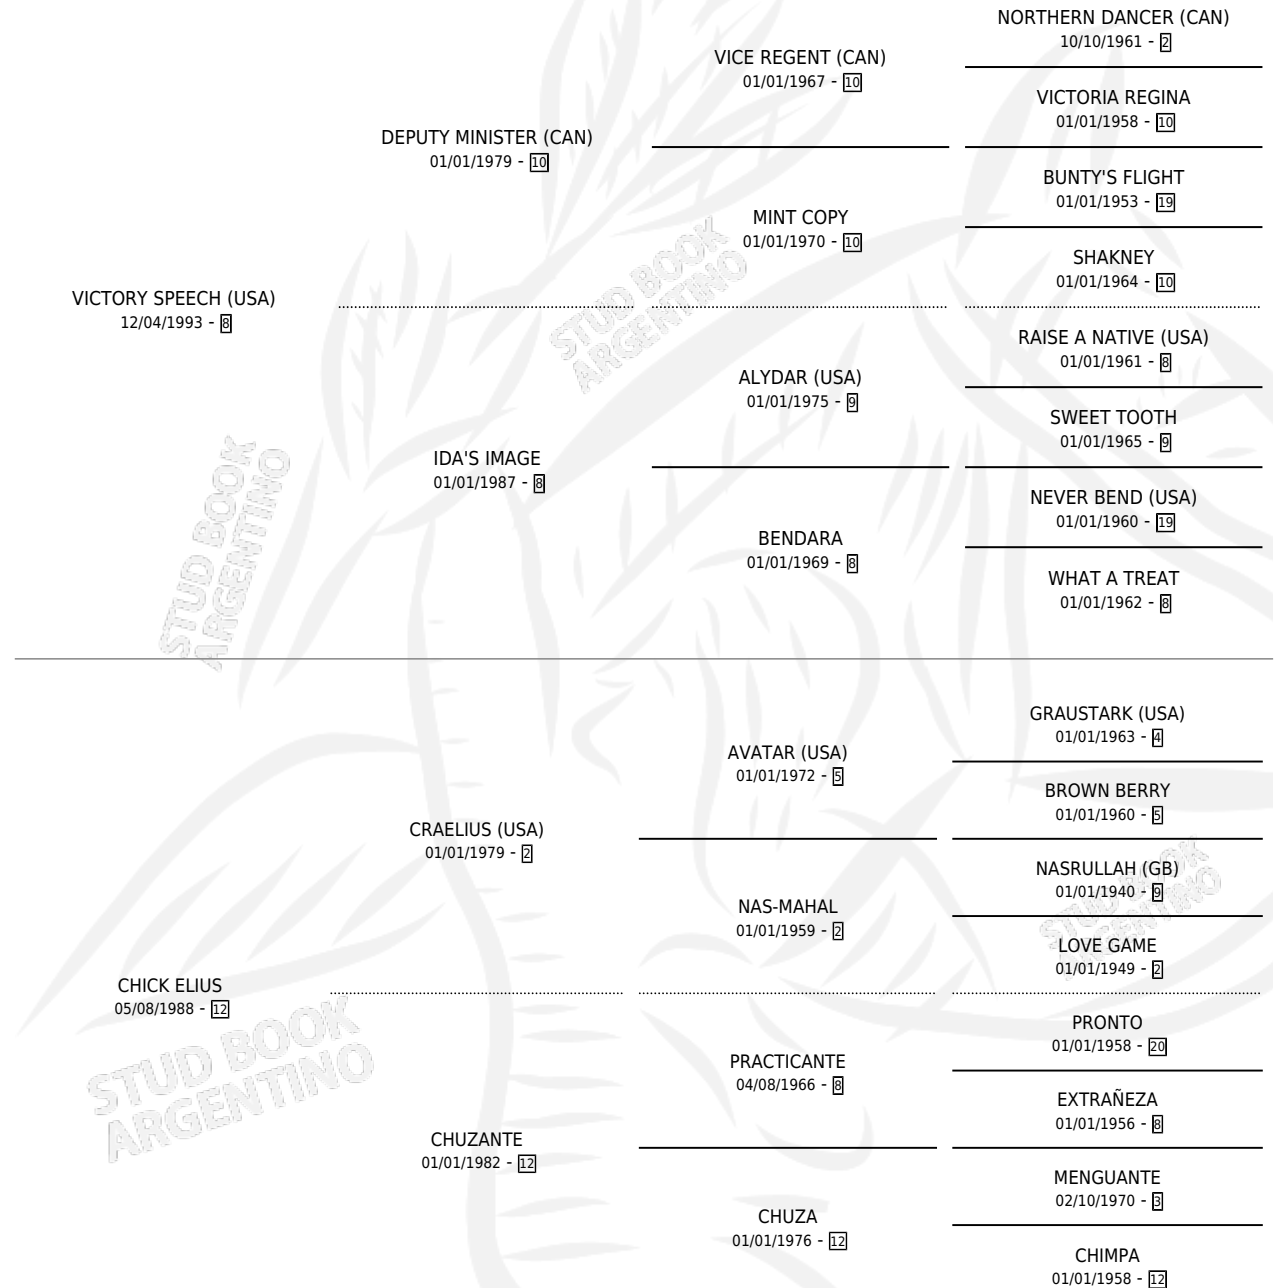 NORTHERN DANCER (CAN)
10/10/1961 - 2
VICE REGENT (CAN)
01/01/1967 - 10
VICTORIA REGINA
01/01/1958 - 10
DEPUTY MINISTER (CAN)
01/01/1979 - 10
BUNTY'S FLIGHT
01/01/1953 - 19
MINT COPY
01/01/1970 - 10
SHAKNEY
01/01/1964 - 10
VICTORY SPEECH (USA)
12/04/1993 - 8
RAISE A NATIVE (USA)
01/01/1961 - 8
ALYDAR (USA)
01/01/1975 - 9
SWEET TOOTH
01/01/1965 - 9
IDA'S IMAGE
01/01/1987 - 8
NEVER BEND (USA)
01/01/1960 - 19
BENDARA
01/01/1969 - 8
WHAT A TREAT
01/01/1962 - 8
GRAUSTARK (USA)
01/01/1963 - 4
AVATAR (USA)
01/01/1972 - 5
BROWN BERRY
01/01/1960 - 5
CRAELIUS (USA)
01/01/1979 - 2
NASRULLAH (GB)
01/01/1940 - 9
NAS-MAHAL
01/01/1959 - 2
LOVE GAME
01/01/1949 - 2
CHICK ELIUS
05/08/1988 - 12
PRONTO
01/01/1958 - 20
PRACTICANTE
04/08/1966 - 8
EXTRAÑEZA
01/01/1956 - 8
CHUZANTE
01/01/1982 - 12
MENGUANTE
02/10/1970 - 3
CHUZA
01/01/1976 - 12
CHIMPA
01/01/1958 - 12
STUD BOOK
ARGENTINO
STUD BOOK
ARGENTINO
STUD BOOK
ARGENTINO
STUD BOOK
ARGENTINO